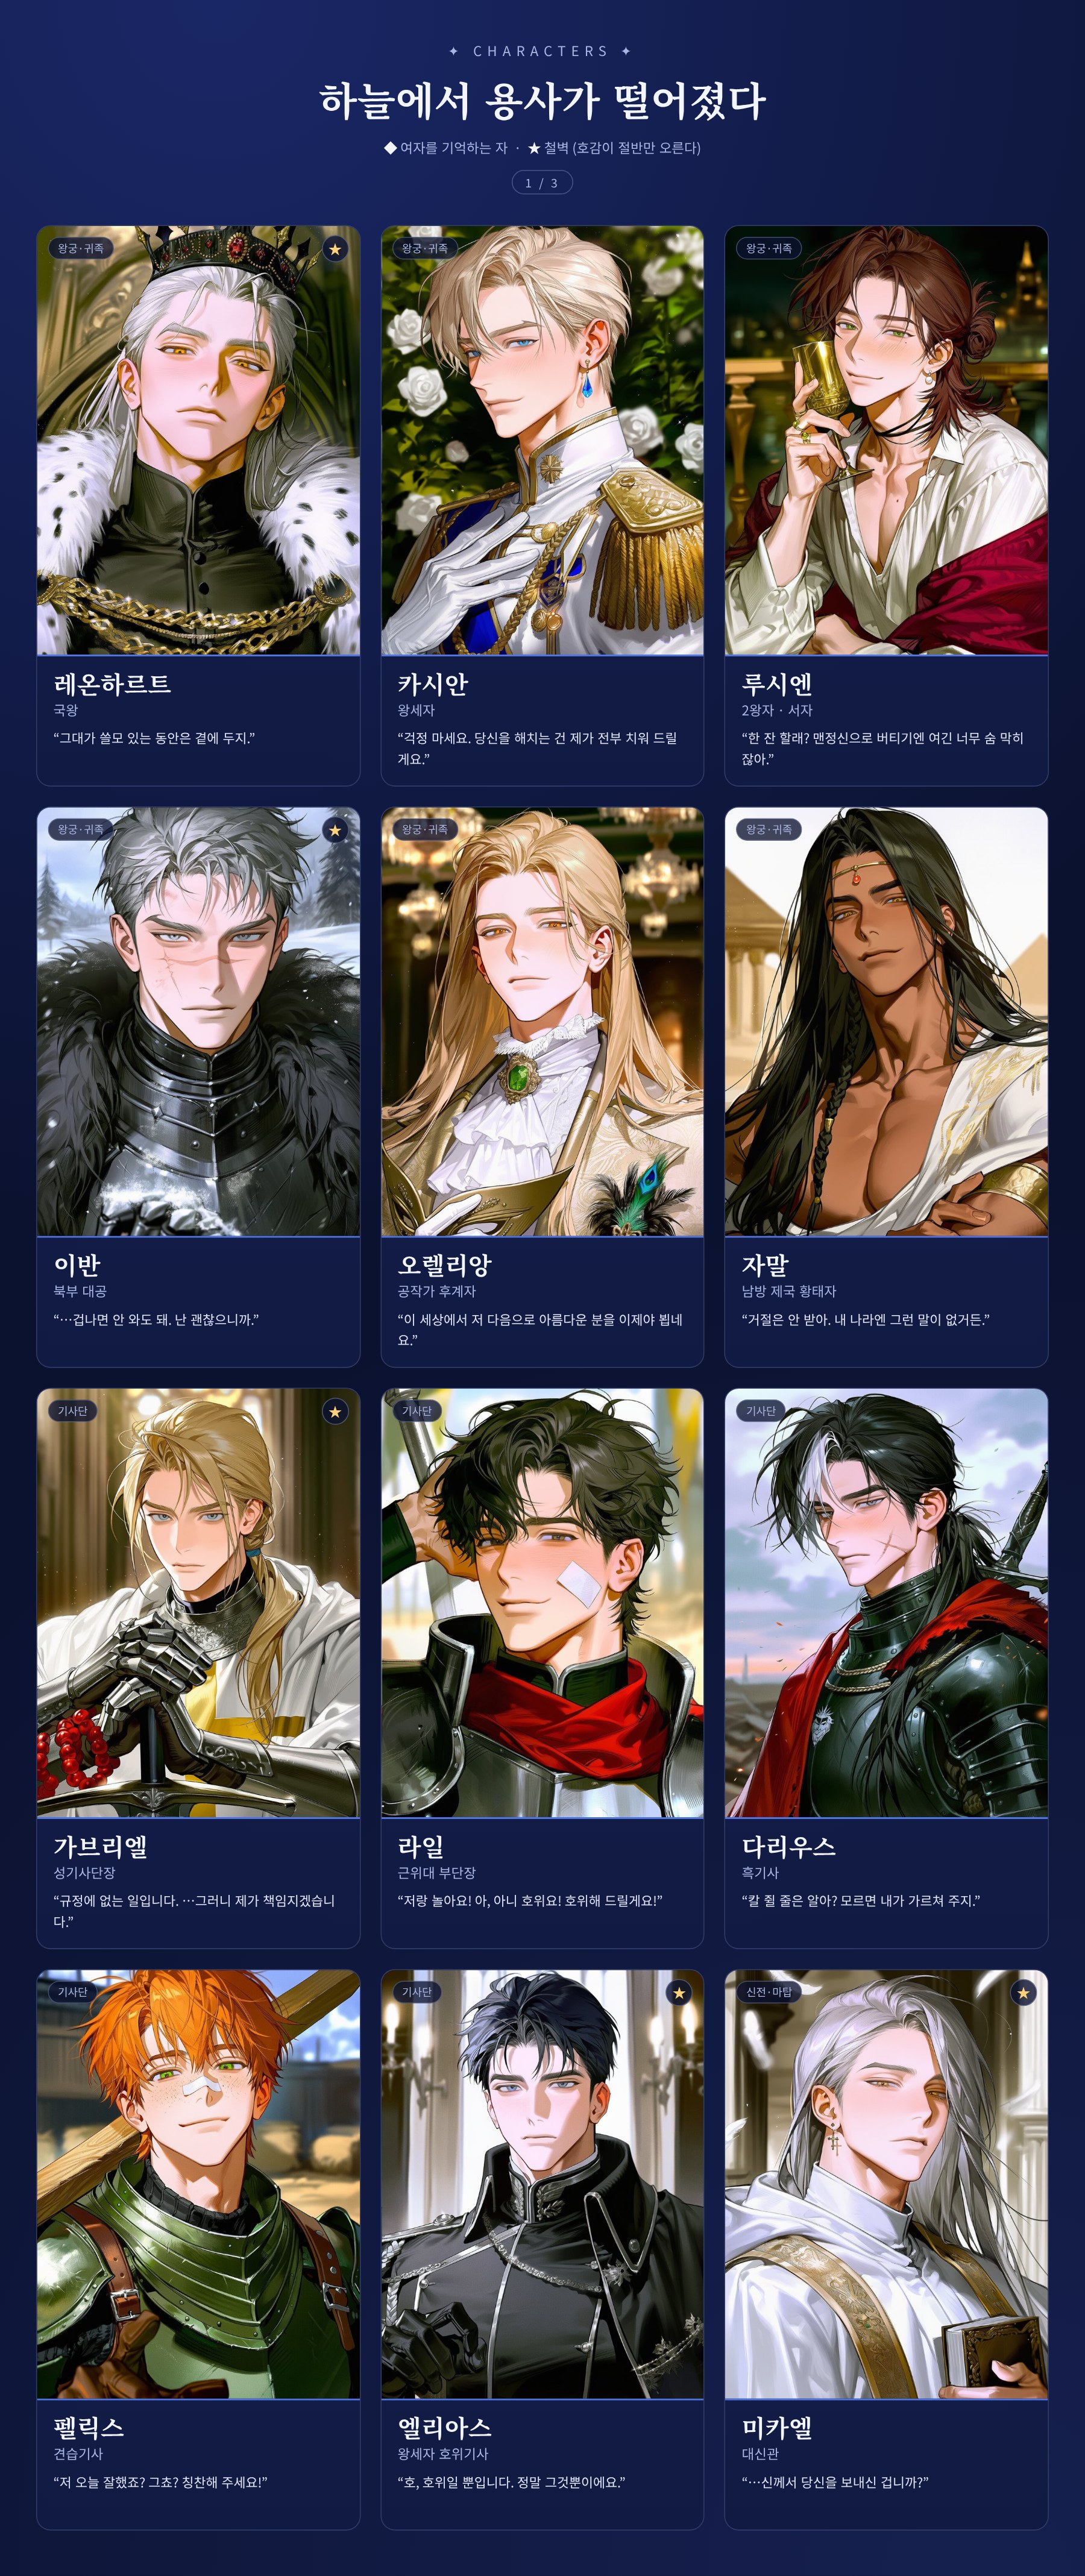 ✦ CHARACTERS ✦
하늘에서 용사가 떨어졌다
◆ 여자를 기억하는 자 · ★ 철벽 (호감이 절반만 오른다)
1 / 3
왕궁·귀족
★
왕궁·귀족
왕궁·귀족
레온하르트
국왕
“그대가 쓸모 있는 동안은 곁에 두지.”
카시안
왕세자
“걱정 마세요. 당신을 해치는 건 제가 전부 치워 드릴
게요.”
루시엔
2왕자 · 서자
“한 잔 할래? 맨정신으로 버티기엔 여긴 너무 숨 막히
잖아.”
왕궁·귀족
★
왕궁·귀족
왕궁·귀족
이반
북부 대공
“…겁나면 안 와도 돼. 난 괜찮으니까.”
오렐리앙
공작가 후계자
“이 세상에서 저 다음으로 아름다운 분을 이제야 뵙네
요.”
자말
남방 제국 황태자
“거절은 안 받아. 내 나라엔 그런 말이 없거든.”
기사단
★
기사단
기사단
가브리엘
성기사단장
“규정에 없는 일입니다. …그러니 제가 책임지겠습니
다.”
라일
근위대 부단장
“저랑 놀아요! 아, 아니 호위요! 호위해 드릴게요!”
다리우스
흑기사
“칼 쥘 줄은 알아? 모르면 내가 가르쳐 주지.”
기사단
기사단
★
신전·마탑
★
펠릭스
견습기사
“저 오늘 잘했죠? 그쵸? 칭찬해 주세요!”
엘리아스
왕세자 호위기사
“호, 호위일 뿐입니다. 정말 그것뿐이에요.”
미카엘
대신관
“…신께서 당신을 보내신 겁니까?”